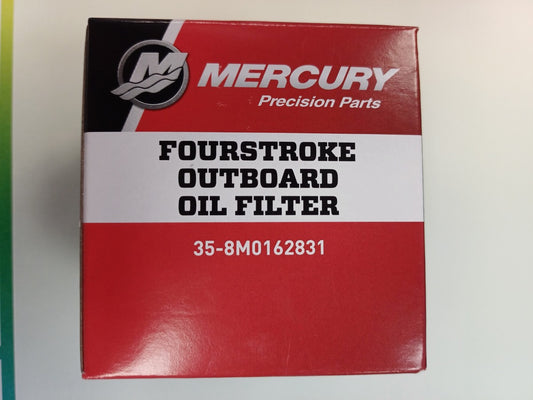 MERCURY
Precision Parts
FOURSTROKE
OUTBOARD
OIL FILTER
35-8M0162831